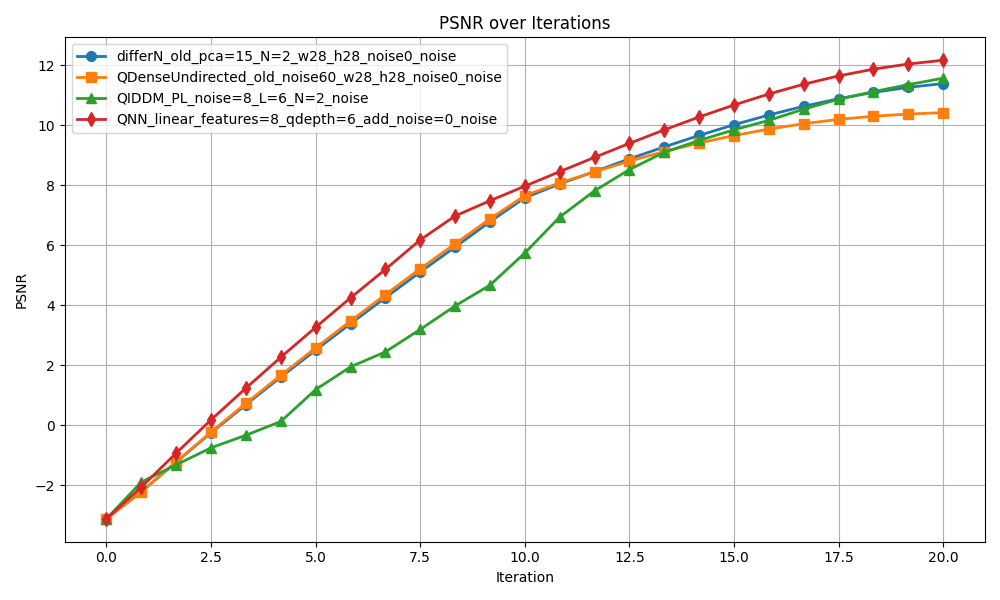 PSNR over Iterations
differN_old_pca=15_N=2_w28_h28_noise0_noise
QDenseUndirected_old_noise60_w28_h28_noise0_noise
QIDDM_PL_noise=8_L=6_N=2_noise
QNN_linear_features=8_qdepth=6_add_noise=0_noise
PSNR
12
10
8
6
4
2
0
−2
0.0 2.5 5.0 7.5 10.0 12.5 15.0 17.5 20.0
Iteration